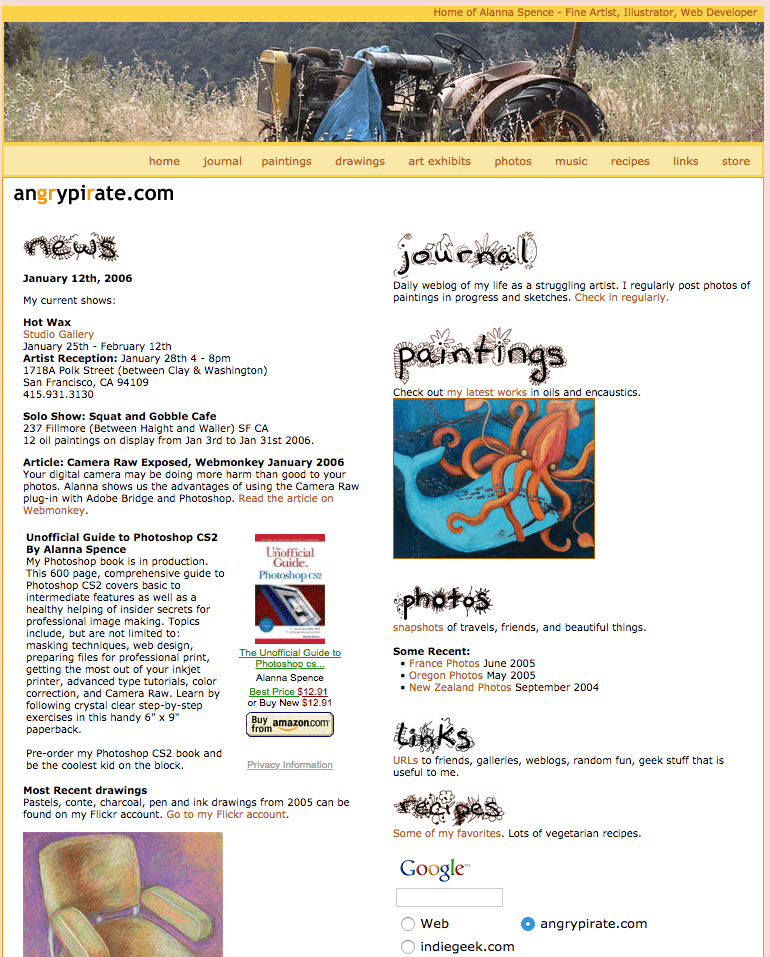 Home of Alanna Spence - Fine Artist, Illustrator, Web Developer
home journal paintings drawings art exhibits photos music recipes links store
angrypirate.com
news
January 12th, 2006
My current shows:
Hot Wax
Studio Gallery
January 25th - February 12th
Artist Reception: January 28th 4 - 8pm
1718A Polk Street (between Clay & Washington)
San Francisco, CA 94109
415.931.3130
Solo Show: Squat and Gobble Cafe
237 Fillmore (Between Haight and Waller) SF CA
12 oil paintings on display from Jan 3rd to Jan 31st 2006.
Article: Camera Raw Exposed, Webmonkey January 2006
Your digital camera may be doing more harm than good to your
photos. Alanna shows us the advantages of using the Camera Raw
plug-in with Adobe Bridge and Photoshop. Read the article on
Webmonkey.
Unofficial Guide to Photoshop CS2
By Alanna Spence
My Photoshop book is in production.
This 600 page, comprehensive guide to
Photoshop CS2 covers basic to
intermediate features as well as a
healthy helping of insider secrets for
professional image making. Topics
include, but are not limited to:
masking techniques, web design,
preparing files for professional print,
getting the most out of your inkjet
printer, advanced type tutorials, color
correction, and Camera Raw. Learn by
following crystal clear step-by-step
exercises in this handy 6" x 9"
paperback.
Pre-order my Photoshop CS2 book and
be the coolest kid on the block.
The
Unofficial
Guide
Photoshop CS2
The Unofficial Guide to
Photoshop cs...
Alanna Spence
Best Price $12.91
or Buy New $12.91
Buy
from amazon.com
Privacy Information
Most Recent drawings
Pastels, conte, charcoal, pen and ink drawings from 2005 can be
found on my Flickr account. Go to my Flickr account.
journal
Daily weblog of my life as a struggling artist. I regularly post photos of
paintings in progress and sketches. Check in regularly.
paintings
Check out my latest works in oils and encaustics.
photos
snapshots of travels, friends, and beautiful things.
Some Recent:
• France Photos June 2005
• Oregon Photos May 2005
• New Zealand Photos September 2004
links
URLs to friends, galleries, weblogs, random fun, geek stuff that is
useful to me.
recipes
Some of my favorites. Lots of vegetarian recipes.
Google™
Web angrypirate.com
indiegeek.com